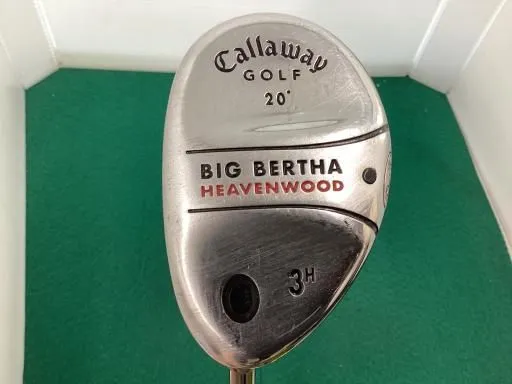 Callaway
GOLF
20°
BIG BERTHA
HEAVENWOOD
3H